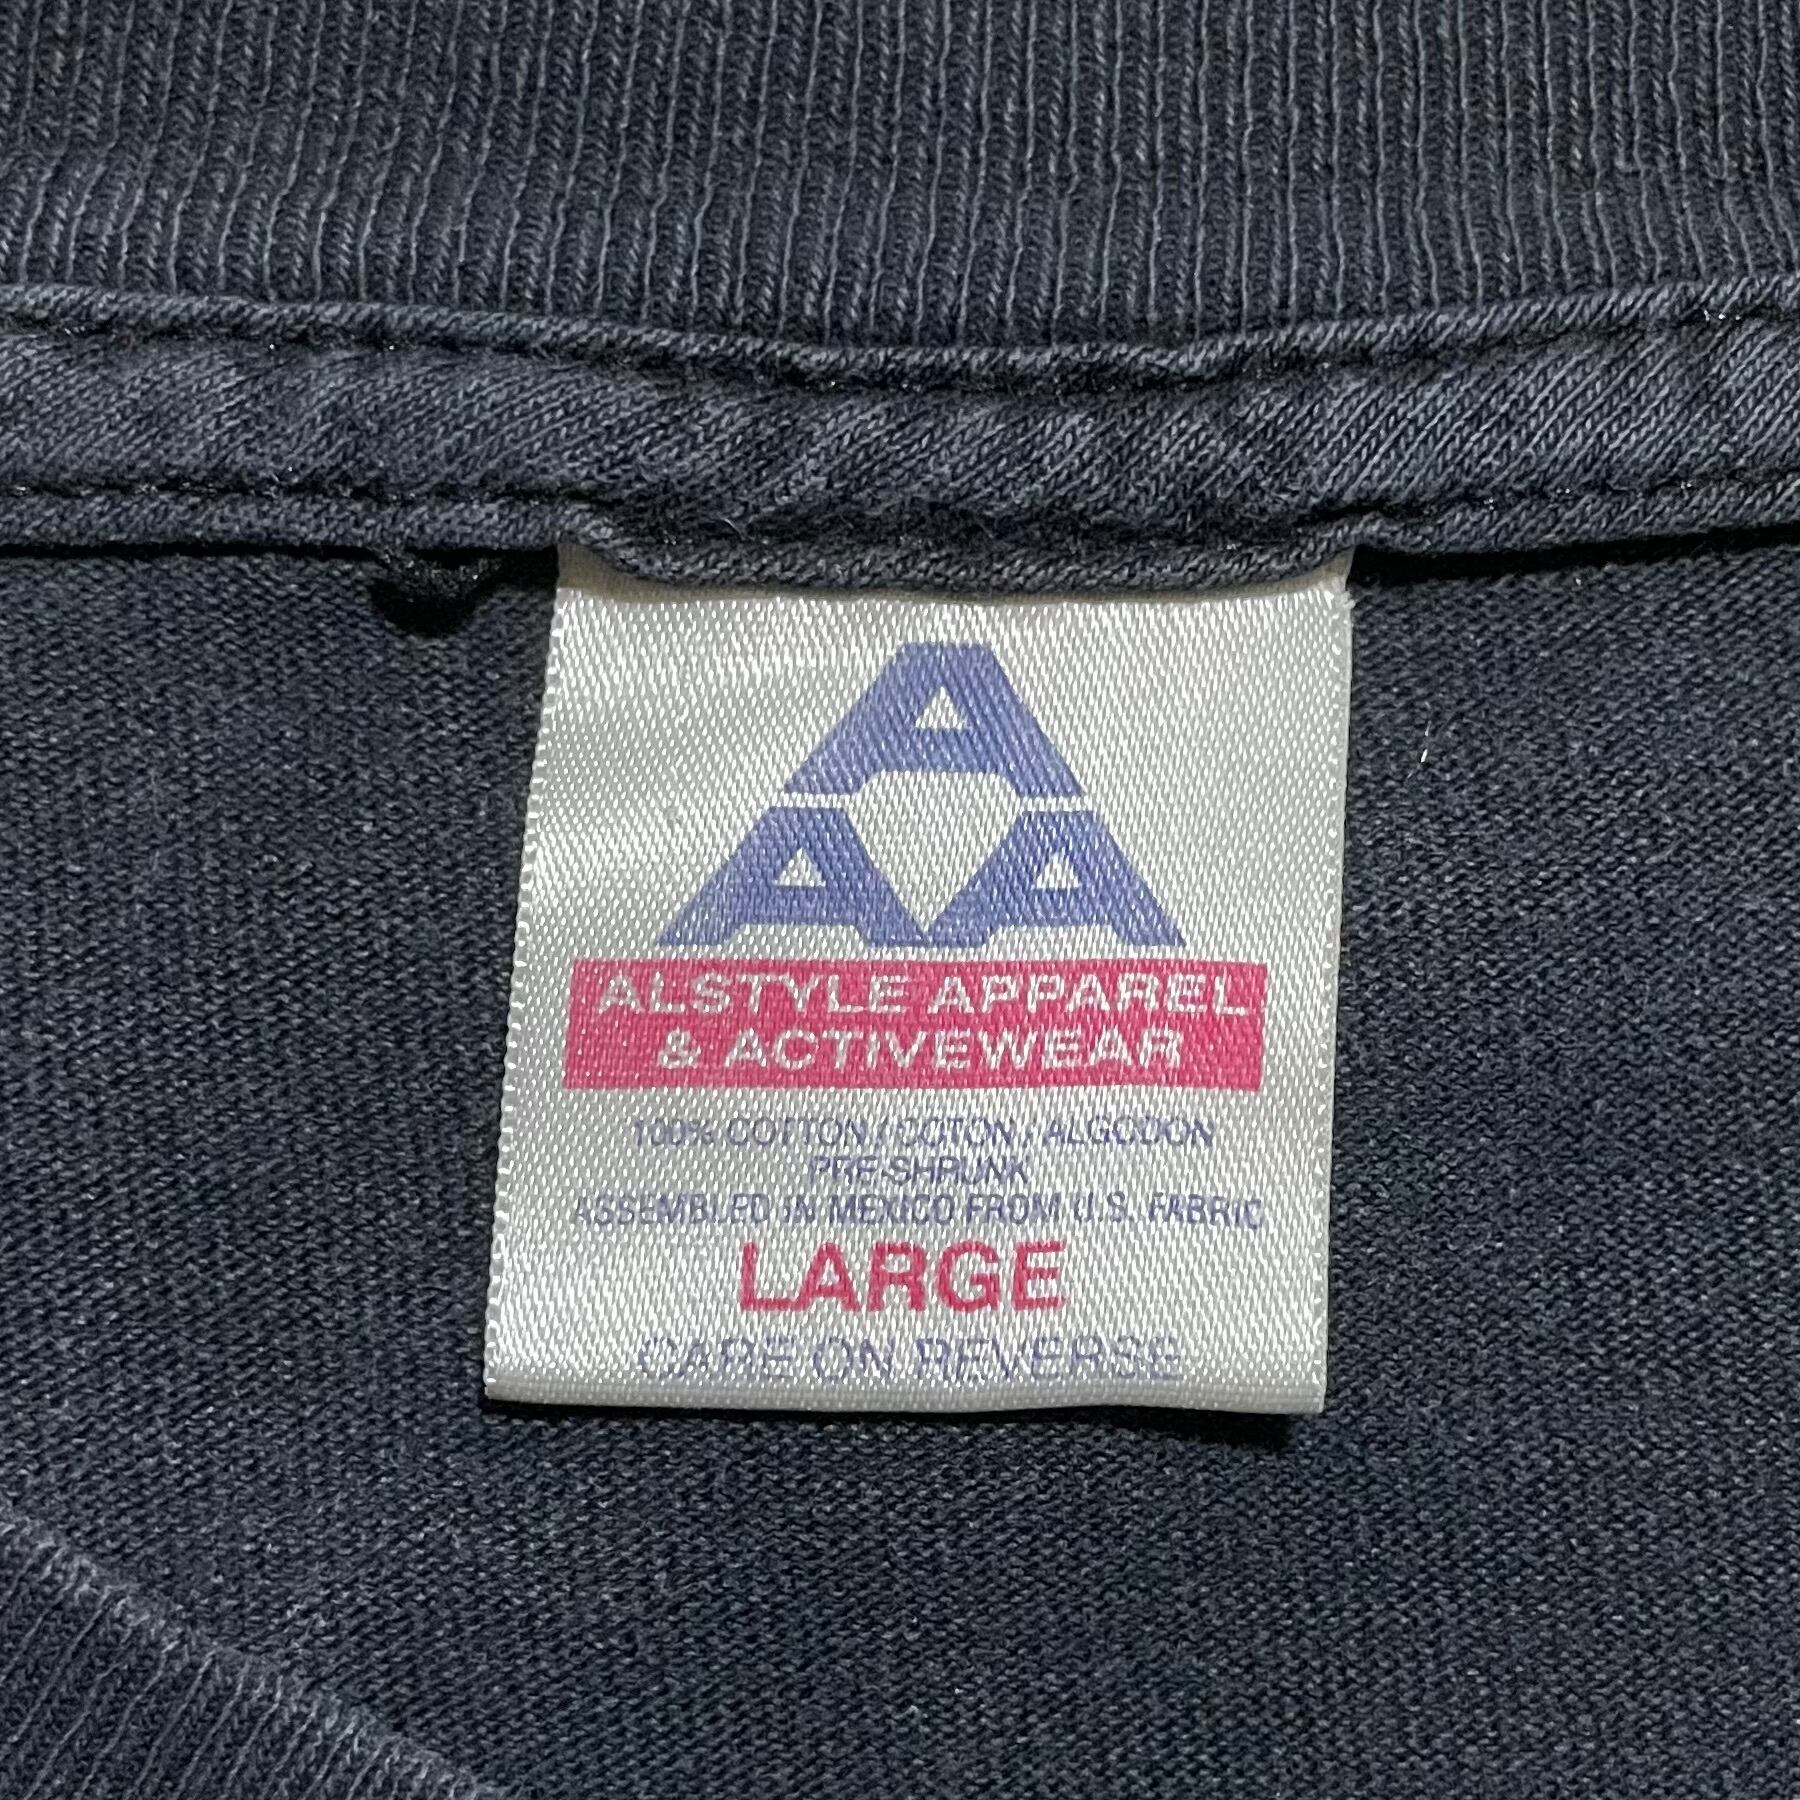 A
A A
ALSTYLE APPAREL
& ACTIVEWEAR
100% COTTON / COTON / ALGODON
PRE-SHRUNK
ASSEMBLED IN MEXICO FROM U.S. FABRIC
LARGE
CARE ON REVERSE